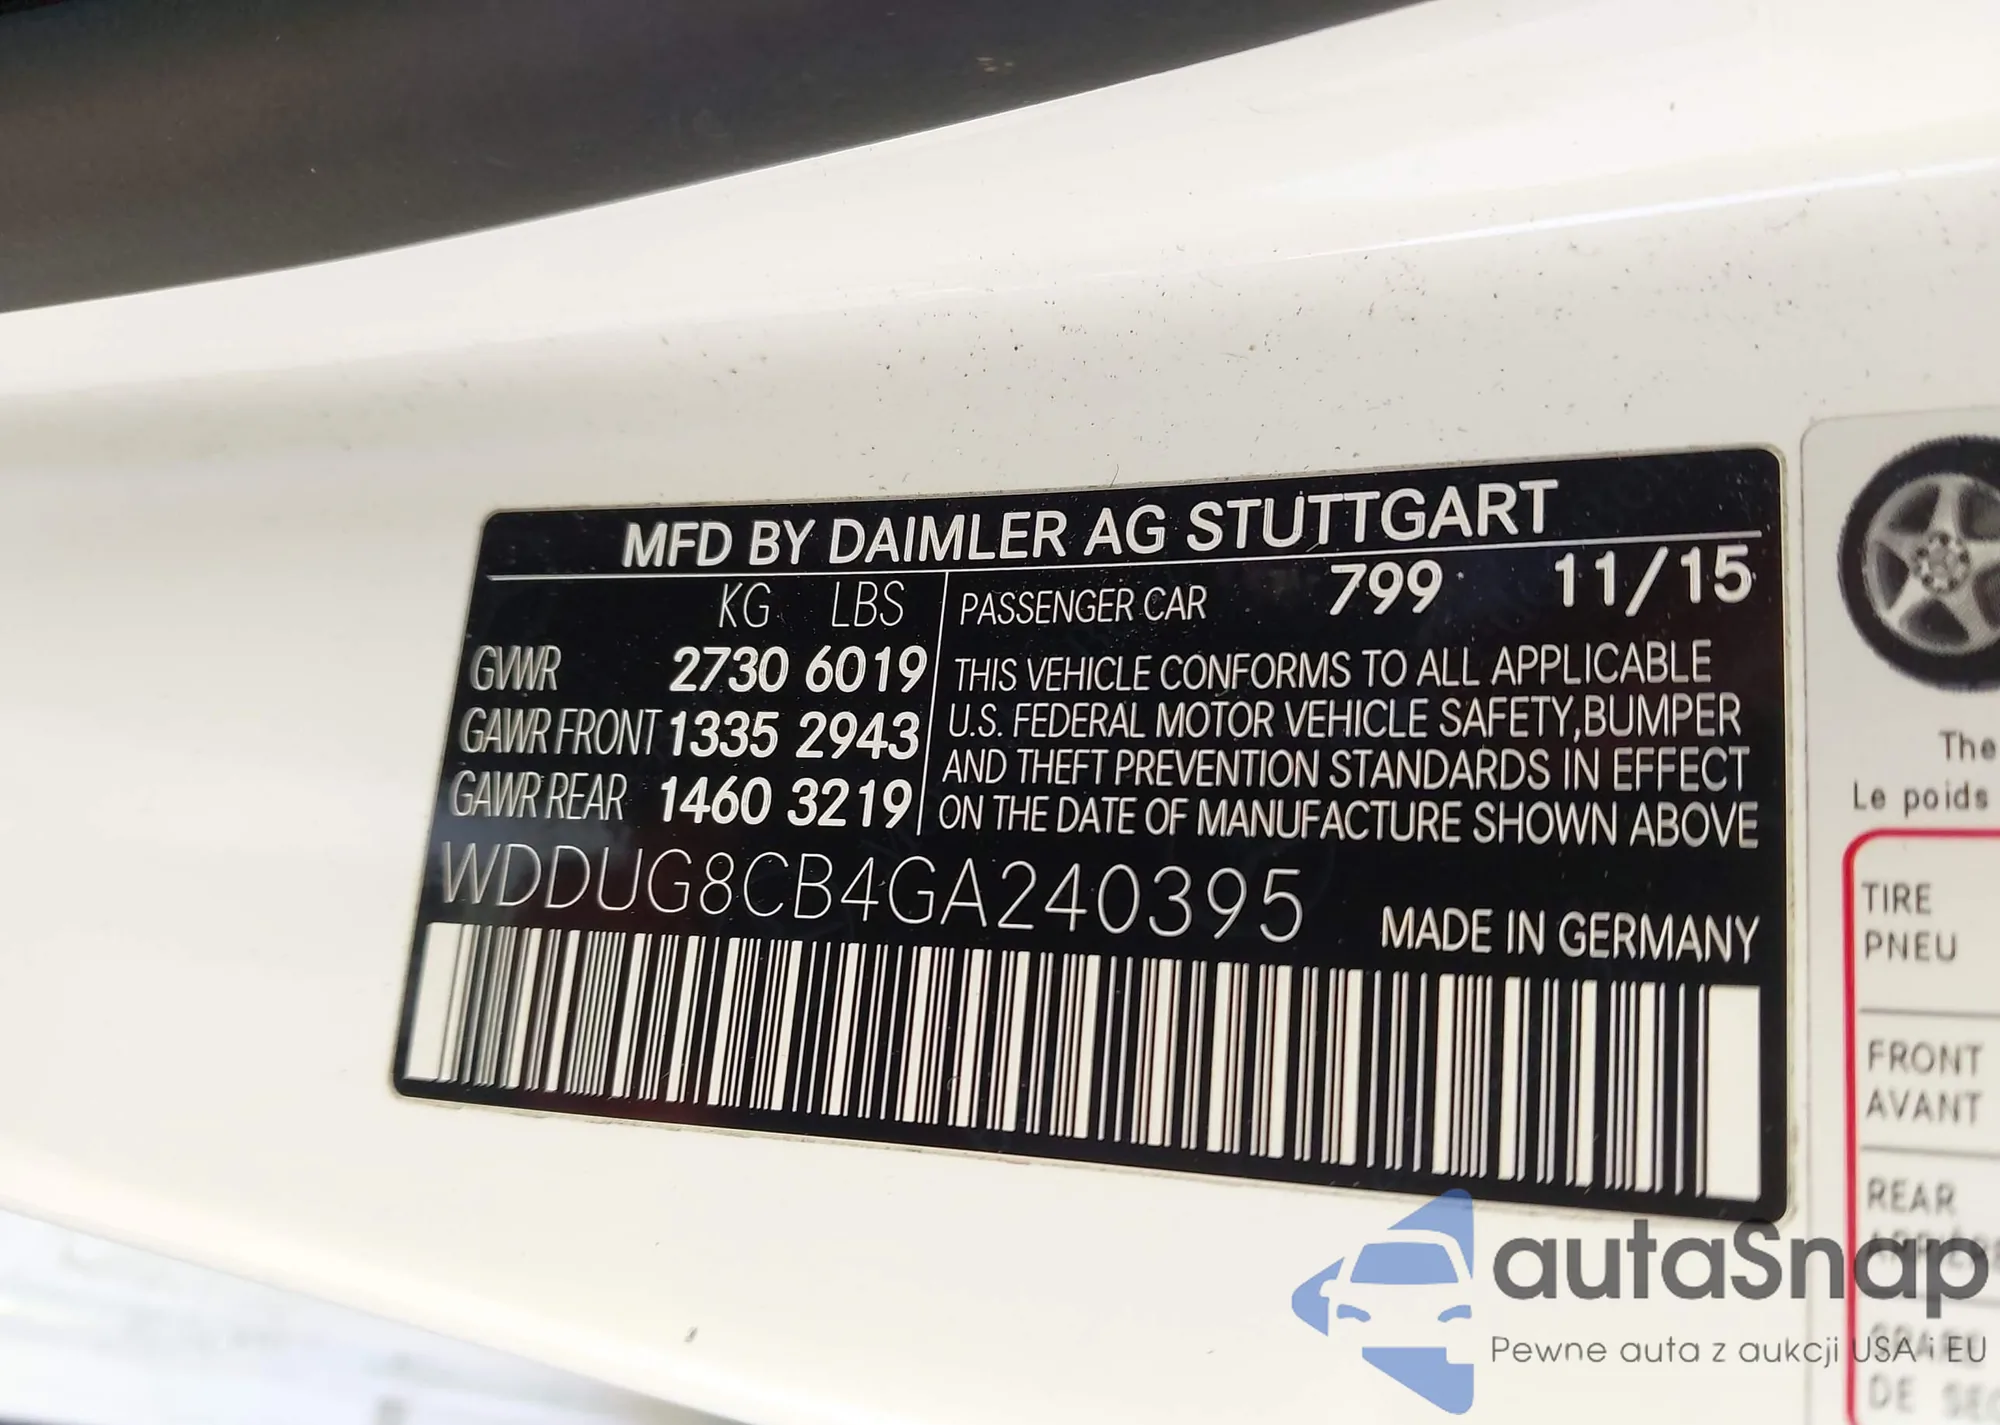 MFD BY DAIMLER AG STUTTGART
KG LBS
PASSENGER CAR 799 11/15
GVWR 2730 6019
GAWR FRONT 1335 2943
GAWR REAR 1460 3219
THIS VEHICLE CONFORMS TO ALL APPLICABLE
U.S. FEDERAL MOTOR VEHICLE SAFETY,BUMPER
AND THEFT PREVENTION STANDARDS IN EFFECT
ON THE DATE OF MANUFACTURE SHOWN ABOVE
WDDUG8CB4GA240395
MADE IN GERMANY
The
Le poids
TIRE
PNEU
FRONT
AVANT
REAR
DE
autaSnap
Pewne auta z aukcji USA i EU